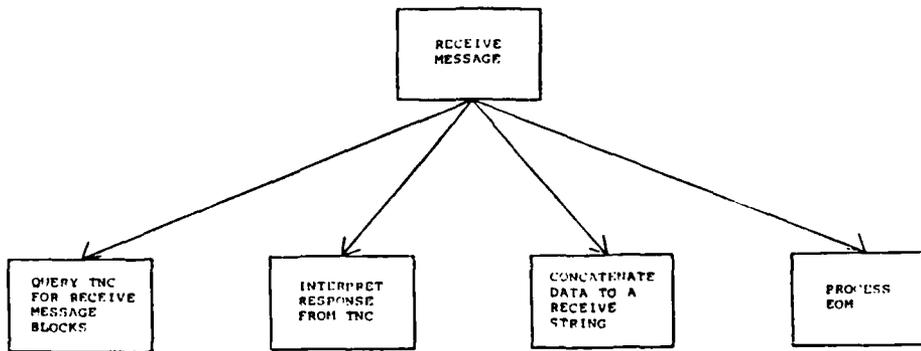 RECEIVE
MESSAGE
QUERY TNC
FOR RECEIVE
MESSAGE
BLOCKS
INTERPRET
RESPONSE
FROM TNC
CONCATENATE
DATA TO A
RECEIVE
STRING
PROCESS
EOM